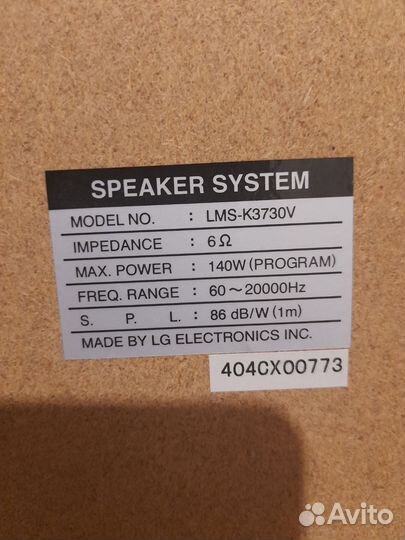 SPEAKER SYSTEM
MODEL NO. : LMS-K3730V
IMPEDANCE : 6Ω
MAX. POWER : 140W (PROGRAM)
FREQ. RANGE : 60~20000Hz
S. P. L. : 86 dB/W (1m)
MADE BY LG ELECTRONICS INC.
404CX00773
Avito